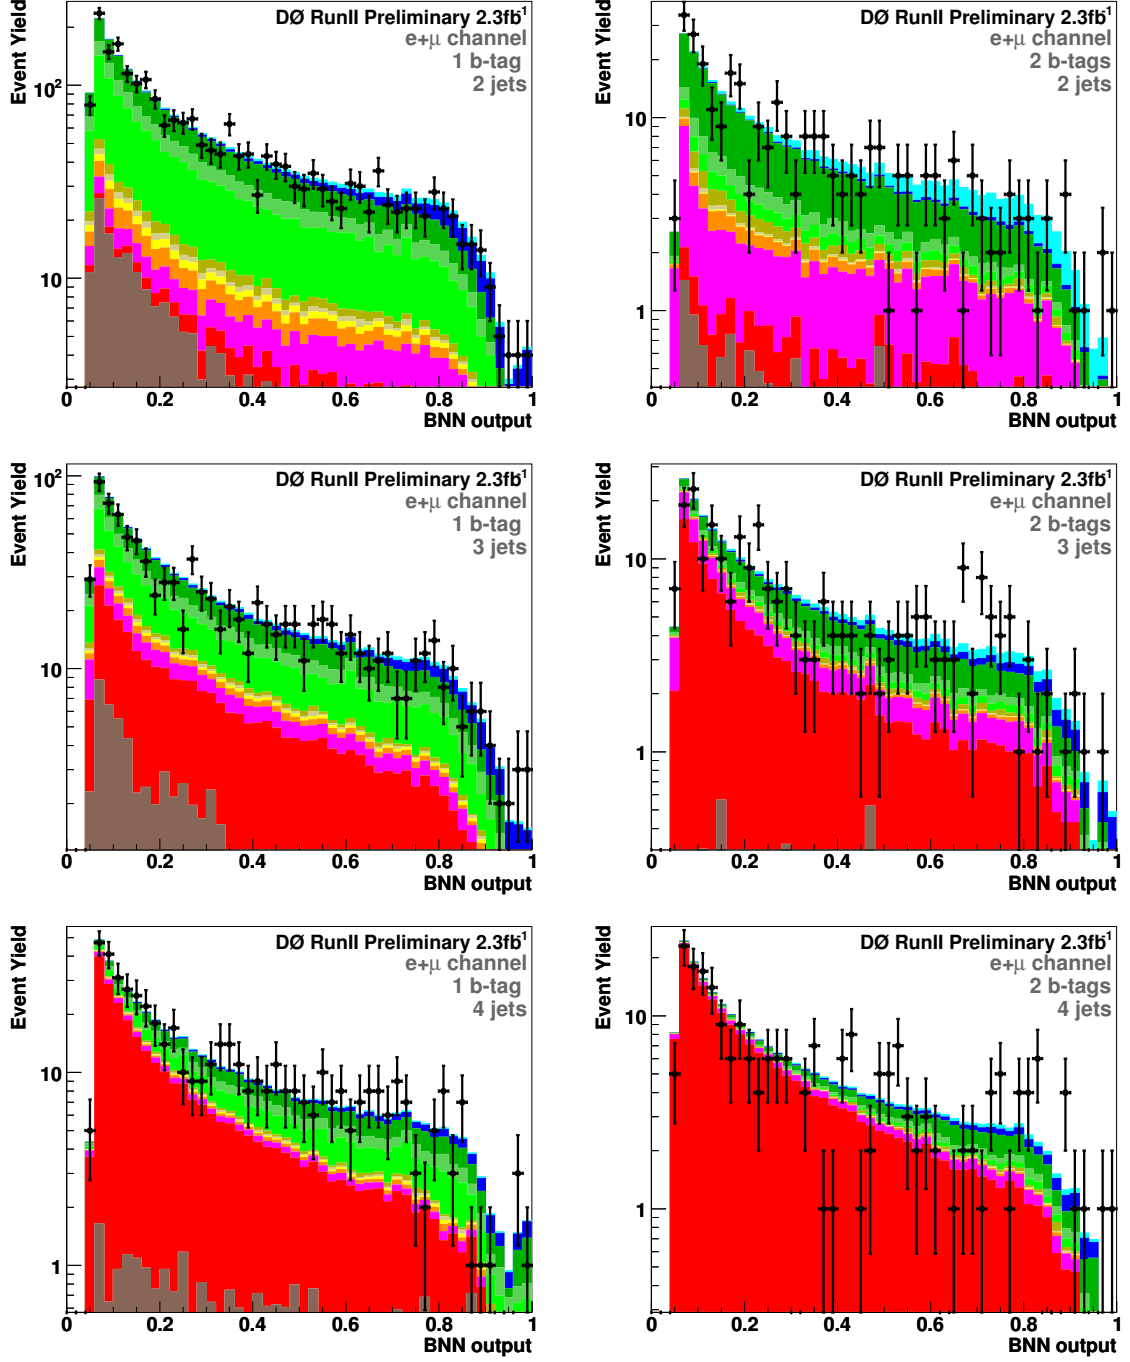 DØ RunII Preliminary 2.3fb⁻¹
e+μ channel
1 b-tag
2 jets
Event Yield
10²
10
0 0.2 0.4 0.6 0.8 1
BNN output
DØ RunII Preliminary 2.3fb⁻¹
e+μ channel
2 b-tags
2 jets
Event Yield
10
1
0 0.2 0.4 0.6 0.8 1
BNN output
DØ RunII Preliminary 2.3fb⁻¹
e+μ channel
1 b-tag
3 jets
Event Yield
10²
10
0 0.2 0.4 0.6 0.8 1
BNN output
DØ RunII Preliminary 2.3fb⁻¹
e+μ channel
2 b-tags
3 jets
Event Yield
10
1
0 0.2 0.4 0.6 0.8 1
BNN output
DØ RunII Preliminary 2.3fb⁻¹
e+μ channel
1 b-tag
4 jets
Event Yield
10
1
0 0.2 0.4 0.6 0.8 1
BNN output
DØ RunII Preliminary 2.3fb⁻¹
e+μ channel
2 b-tags
4 jets
Event Yield
10
1
0 0.2 0.4 0.6 0.8 1
BNN output